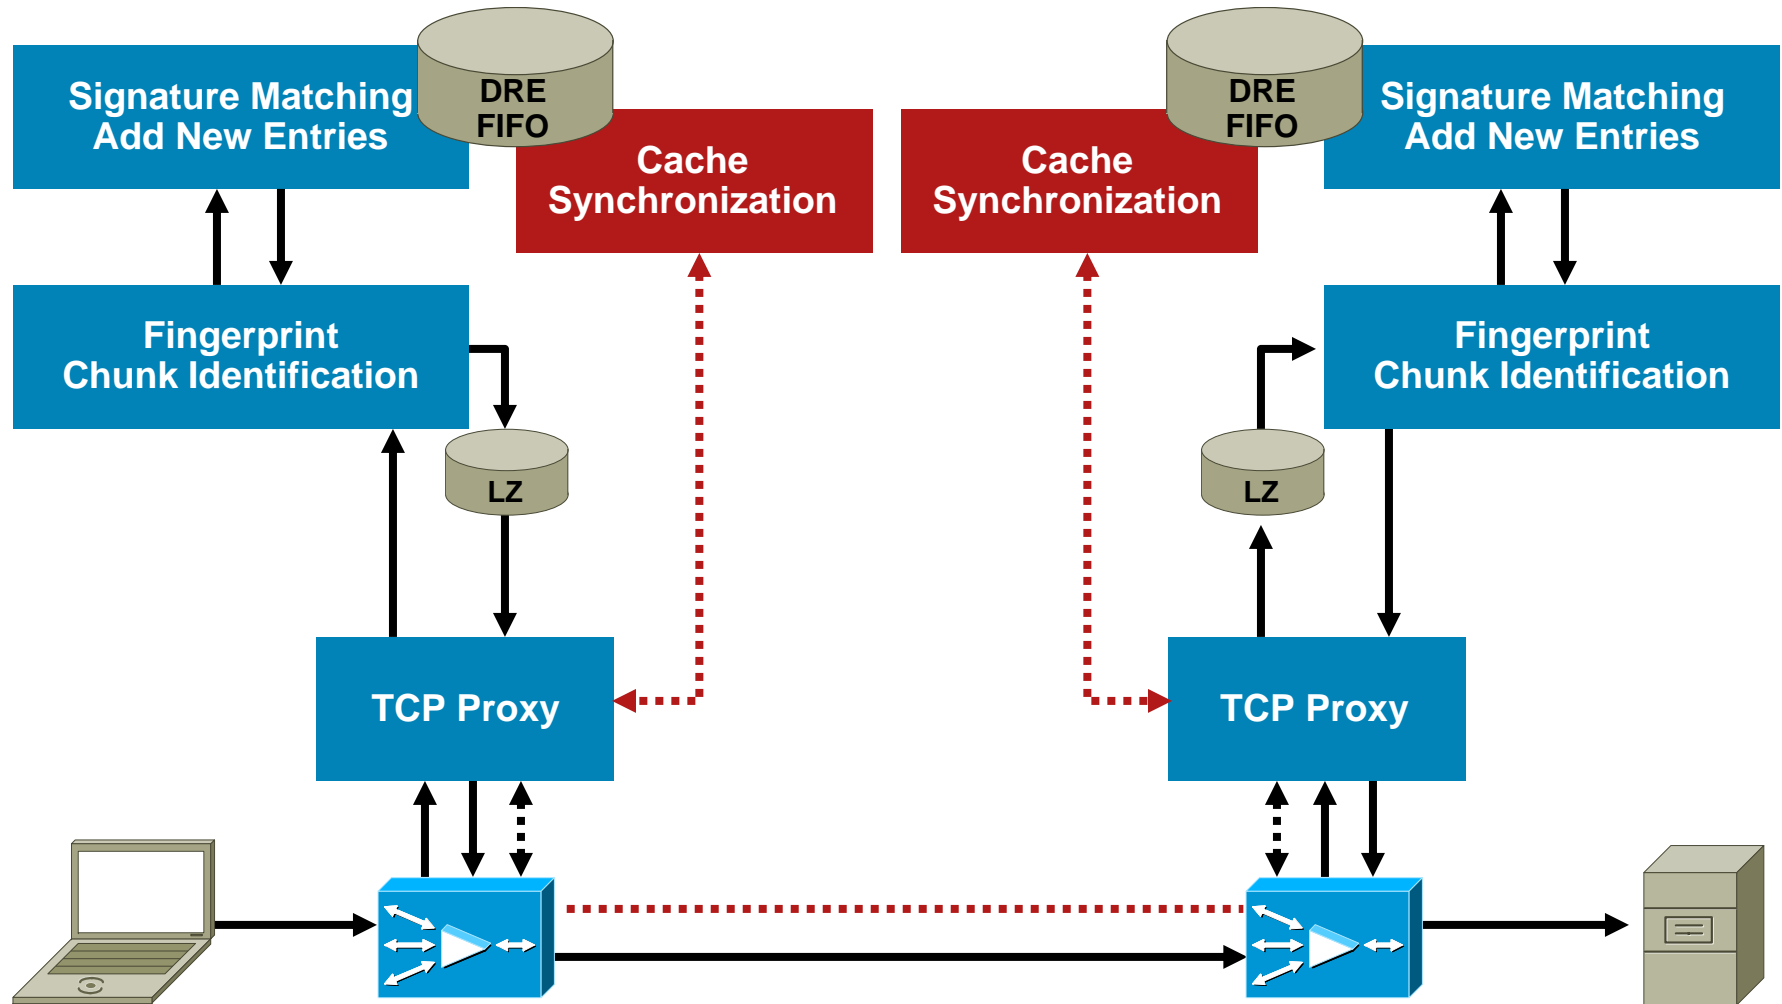 DRE
FIFO
Signature Matching
Add New Entries
Cache
Synchronization
DRE
FIFO
Signature Matching
Add New Entries
Cache
Synchronization
Fingerprint
Chunk Identification
Fingerprint
Chunk Identification
LZ
LZ
TCP Proxy
TCP Proxy